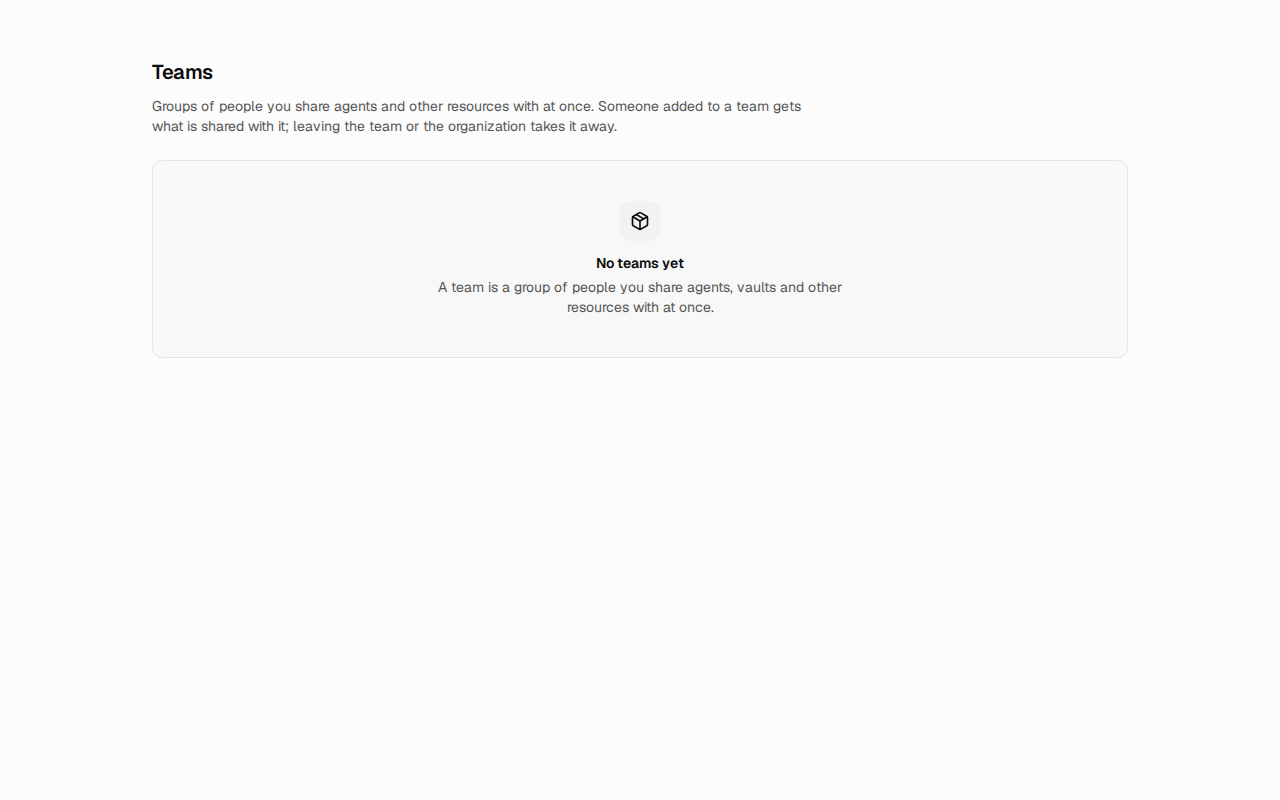 Teams
Groups of people you share agents and other resources with at once. Someone added to a team gets
what is shared with it; leaving the team or the organization takes it away.
No teams yet
A team is a group of people you share agents, vaults and other
resources with at once.